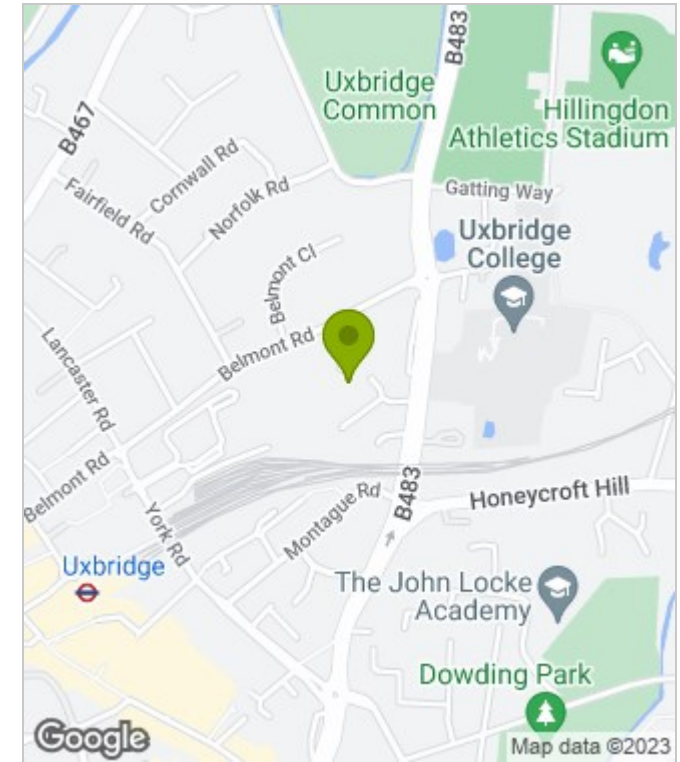 B483
Uxbridge
Common
Hillingdon
Athletics Stadium
B467
Cornwall Rd
Fairfield Rd
Norfolk Rd
Gatting Way
Uxbridge
College
Belmont Cl
Belmont Rd
Lancaster Rd
Belmont Rd
B483
Honeycroft Hill
Montague Rd
York Rd
Uxbridge
The John Locke
Academy
Dowding Park
Google
Map data ©2023